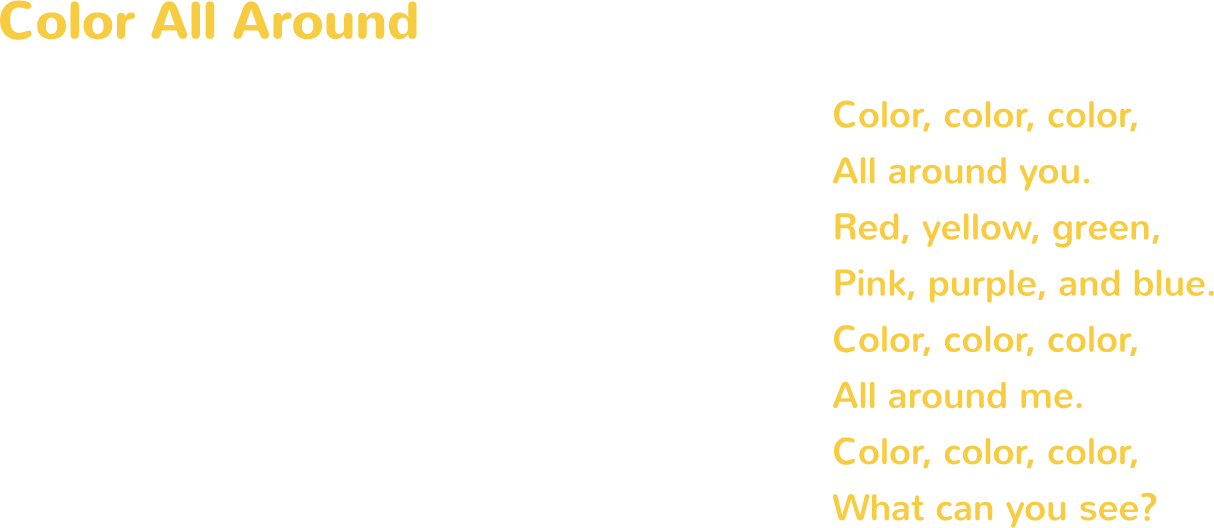 Color All Around
Color, color, color,
All around you.
Red, yellow, green,
Pink, purple, and blue.
Color, color, color,
All around me.
Color, color, color,
What can you see?